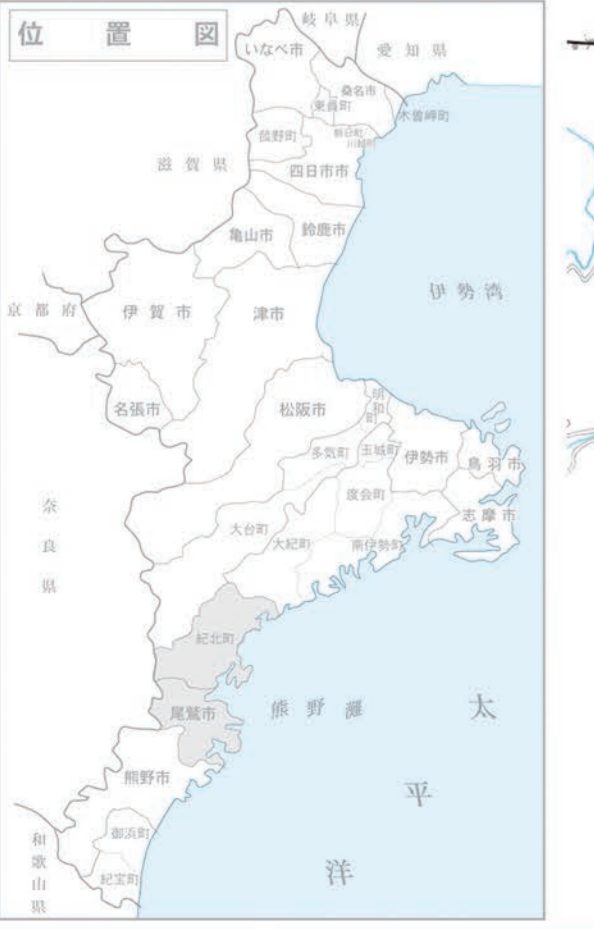 位置図
岐阜県
いなべ市
愛知県
桑名市
東員町
木曽岬町
菰野町
朝日町
川越町
滋賀県
四日市市
亀山市
鈴鹿市
伊勢湾
京都府
伊賀市
津市
名張市
松阪市
明和町
多気町
玉城町
伊勢市
鳥羽市
度会町
志摩市
奈良県
大台町
大紀町
南伊勢町
紀北町
尾鷲市
熊野灘
太平洋
熊野市
御浜町
和歌山県
紀宝町